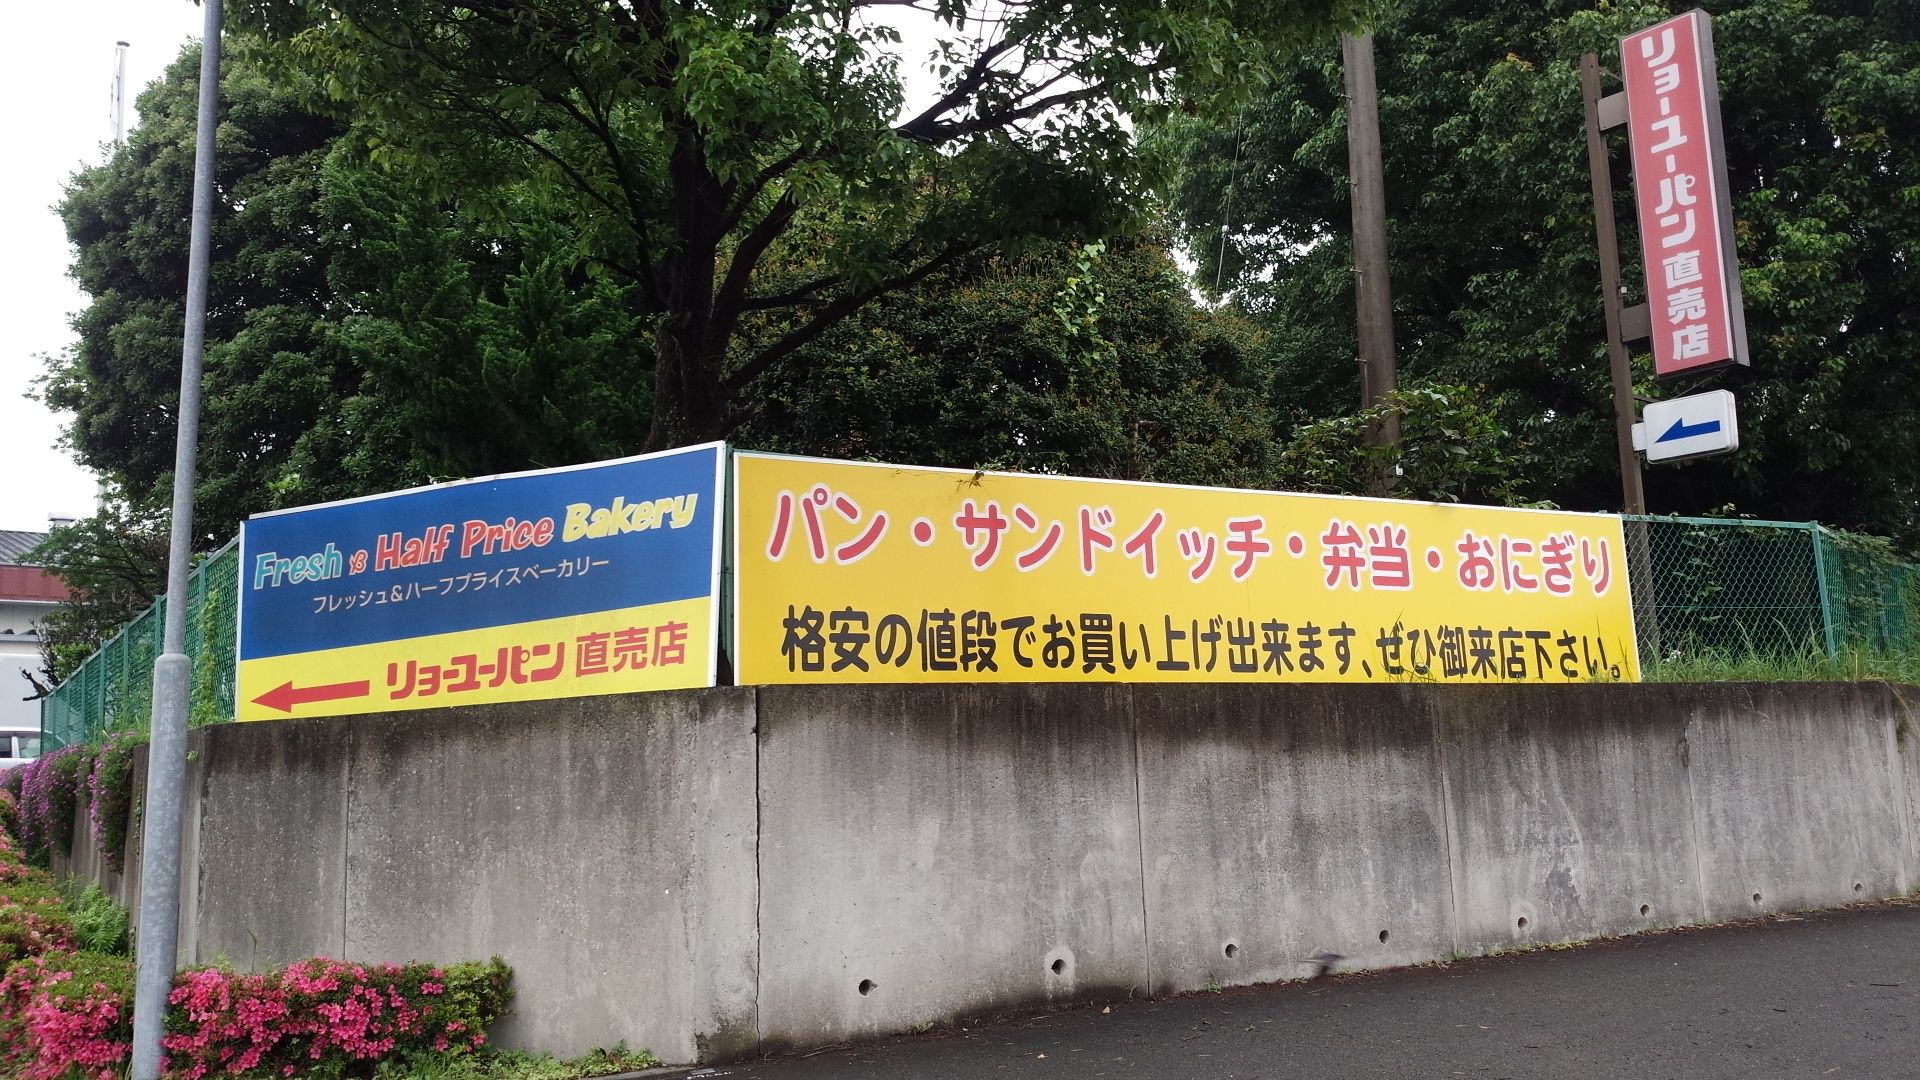 Fresh & Half Price Bakery
フレッシュ&ハーフプライスベーカリー
リョーユーパン 直売店
パン・サンドイッチ・弁当・おにぎり
格安の値段でお買い上げ出来ます、ぜひ御来店下さい。
リョーユーパン直売店